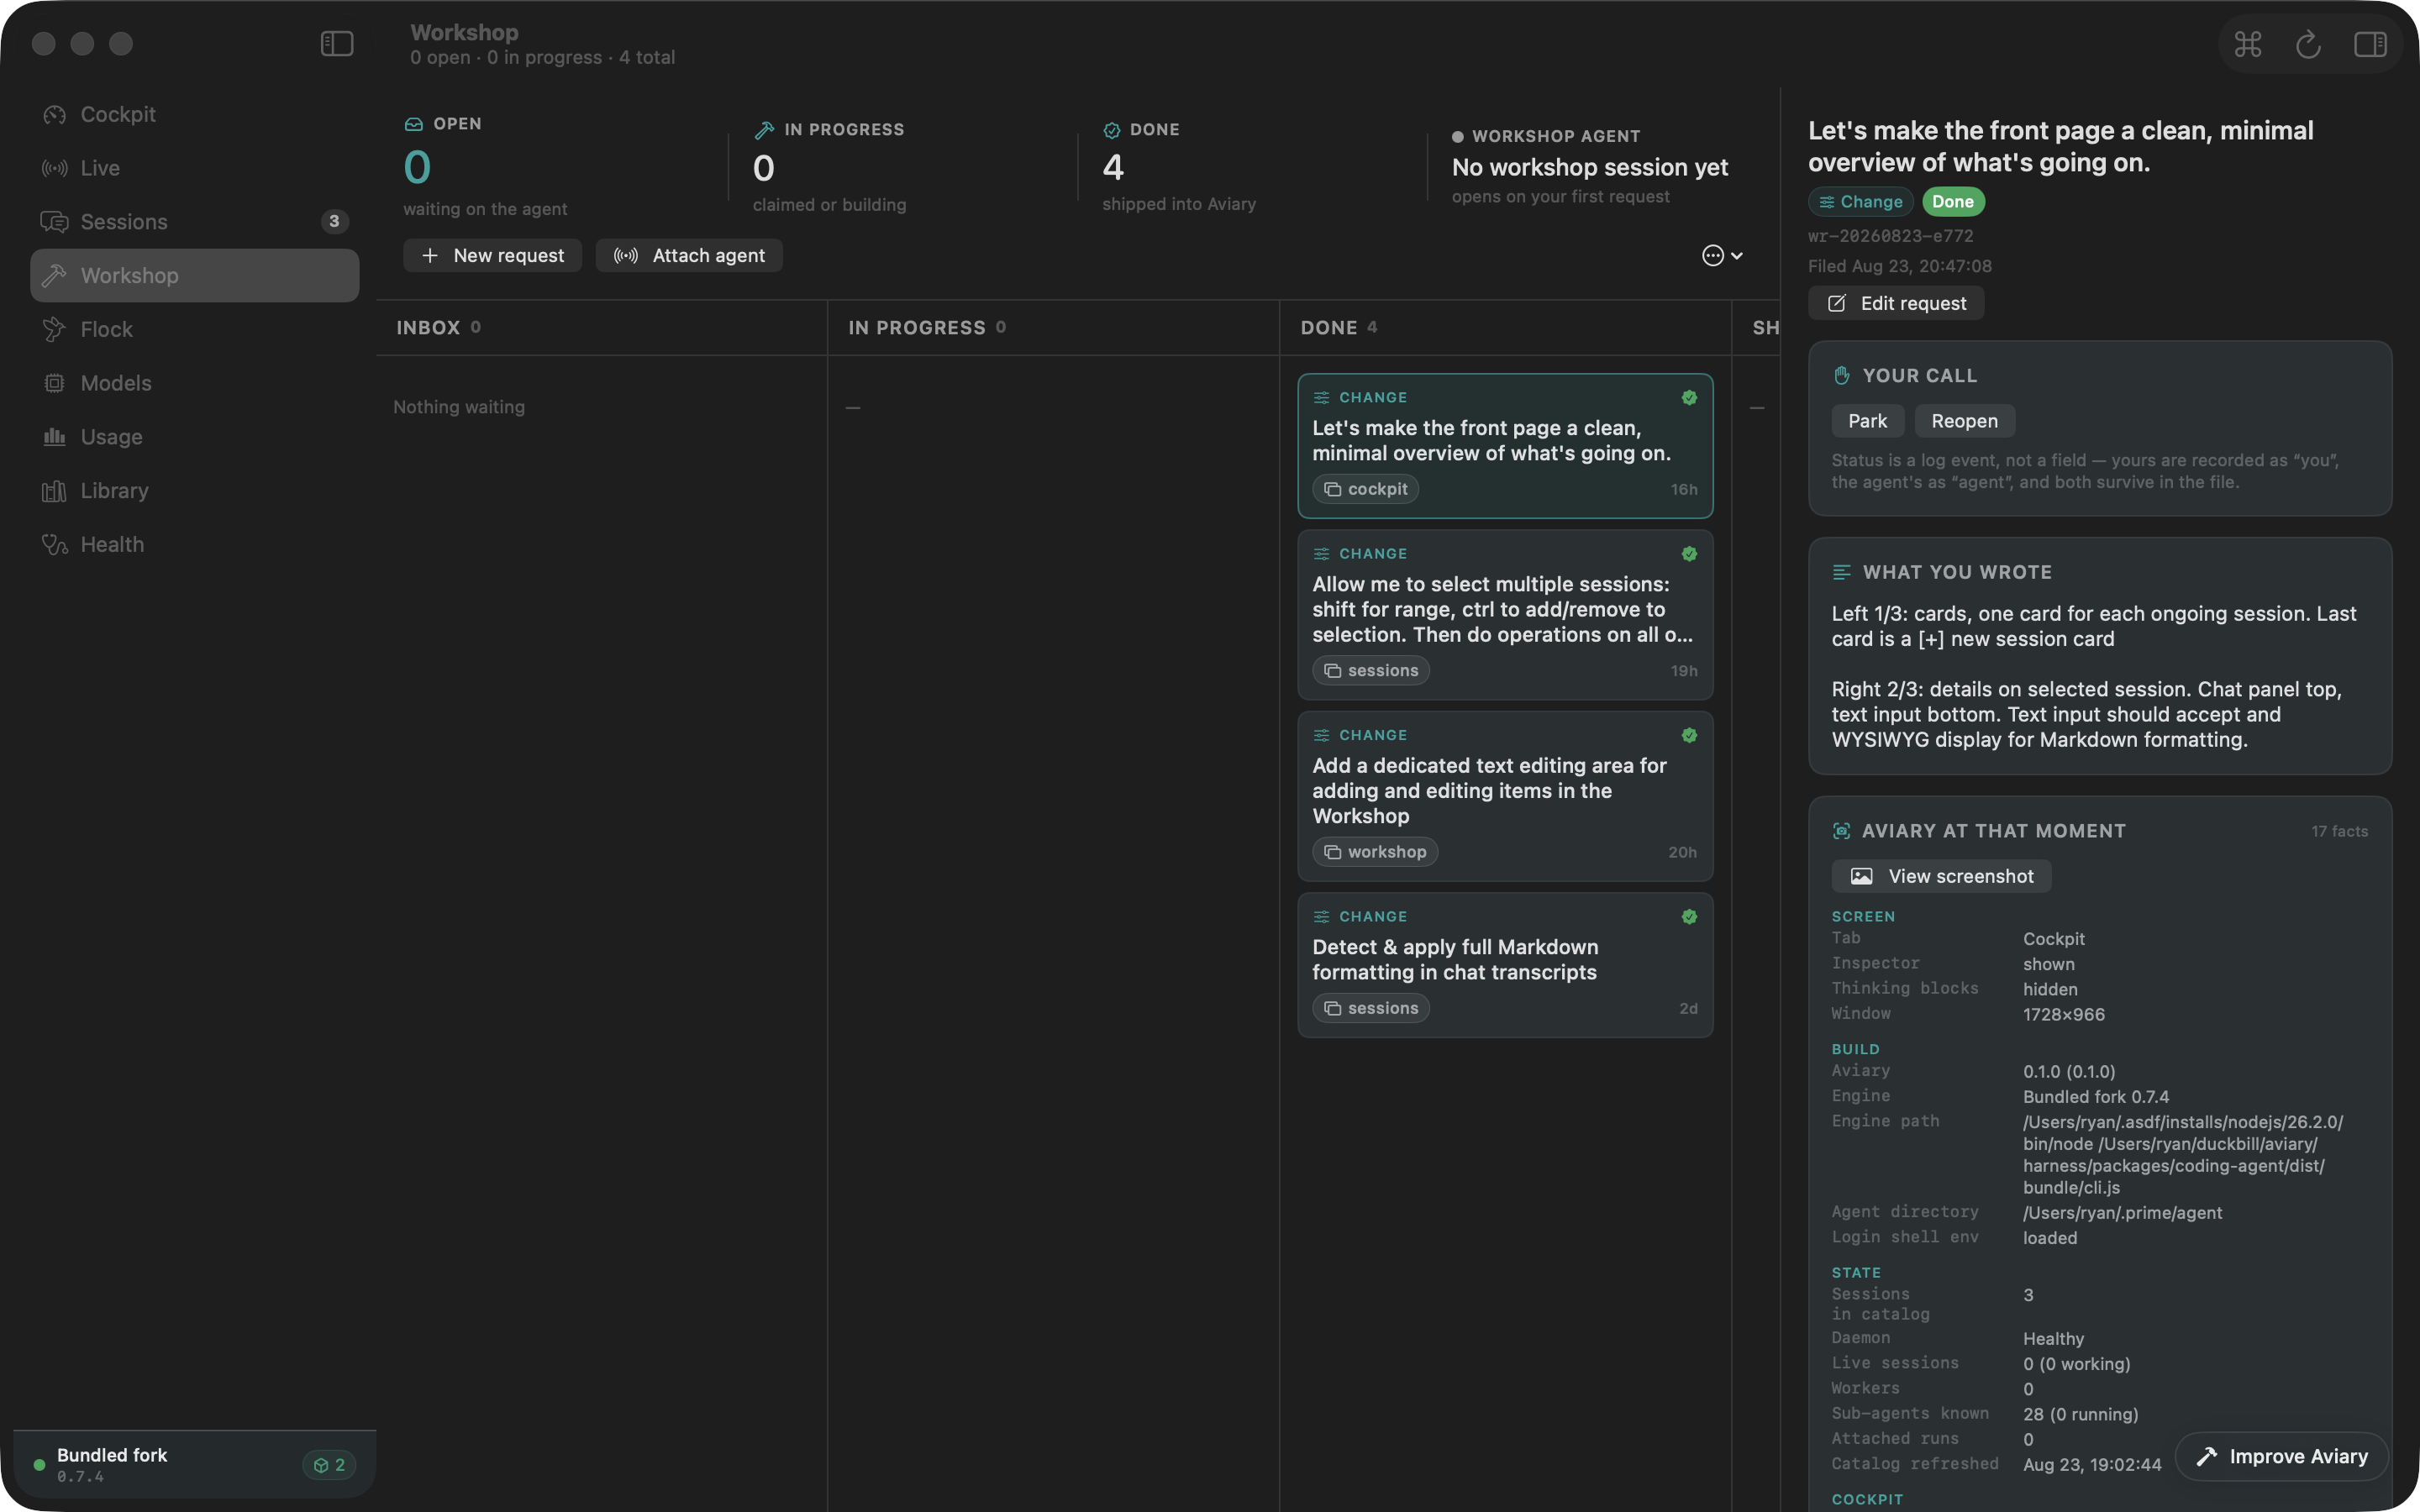 Workshop
0 open · 0 in progress · 4 total
Cockpit
Live
Sessions
3
Workshop
Flock
Models
Usage
Library
Health
Bundled fork
0.7.4
2
OPEN
0
waiting on the agent
IN PROGRESS
0
claimed or building
DONE
4
shipped into Aviary
WORKSHOP AGENT
No workshop session yet
opens on your first request
New request
Attach agent
INBOX 0
Nothing waiting
IN PROGRESS 0
—
DONE 4
CHANGE
Let's make the front page a clean,
minimal overview of what's going on.
cockpit
16h
CHANGE
Allow me to select multiple sessions:
shift for range, ctrl to add/remove to
selection. Then do operations on all o…
sessions
19h
CHANGE
Add a dedicated text editing area for
adding and editing items in the
Workshop
workshop
20h
CHANGE
Detect & apply full Markdown
formatting in chat transcripts
sessions
2d
SH
—
Let's make the front page a clean, minimal
overview of what's going on.
Change
Done
wr-20260823-e772
Filed Aug 23, 20:47:08
Edit request
YOUR CALL
Park
Reopen
Status is a log event, not a field — yours are recorded as “you”,
the agent's as “agent”, and both survive in the file.
WHAT YOU WROTE
Left 1/3: cards, one card for each ongoing session. Last
card is a [+] new session card
Right 2/3: details on selected session. Chat panel top,
text input bottom. Text input should accept and
WYSIWYG display for Markdown formatting.
AVIARY AT THAT MOMENT
17 facts
View screenshot
SCREEN
Tab Cockpit
Inspector shown
Thinking blocks hidden
Window 1728×966
BUILD
Aviary 0.1.0 (0.1.0)
Engine Bundled fork 0.7.4
Engine path /Users/ryan/.asdf/installs/nodejs/26.2.0/
bin/node /Users/ryan/duckbill/aviary/
harness/packages/coding-agent/dist/
bundle/cli.js
Agent directory /Users/ryan/.prime/agent
Login shell env loaded
STATE
Sessions 3
in catalog
Daemon Healthy
Live sessions 0 (0 working)
Workers 0
Sub-agents known 28 (0 running)
Attached runs 0
Catalog refreshed Aug 23, 19:02:44
COCKPIT
Improve Aviary